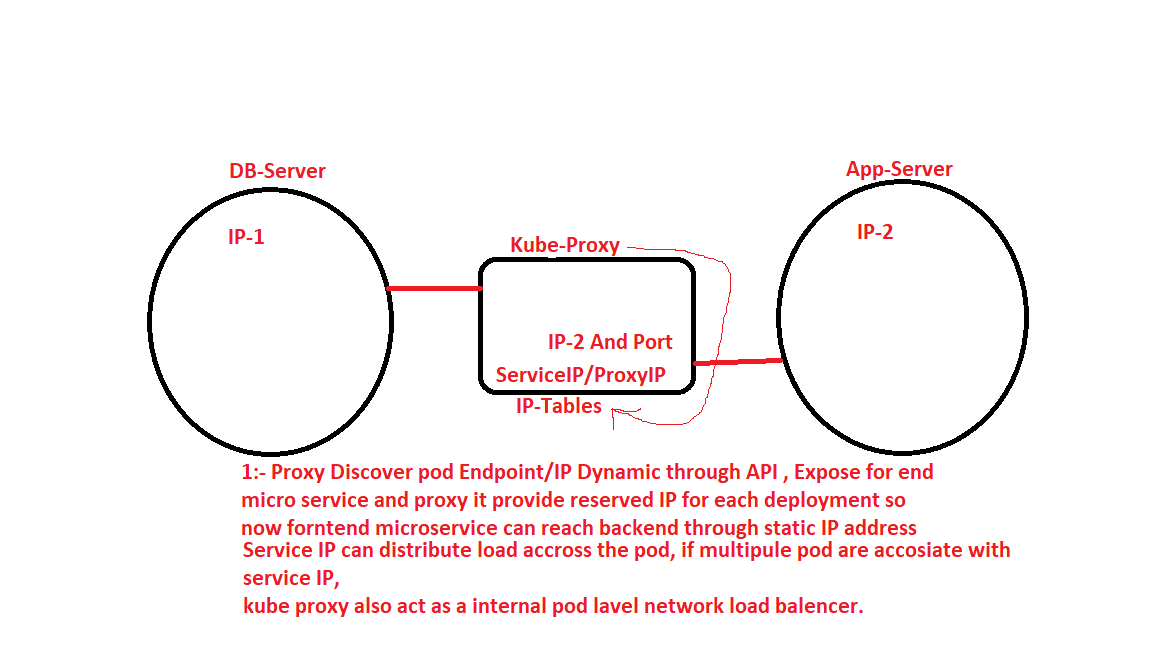 DB-Server
App-Server
IP-1
IP-2
Kube-Proxy
IP-2 And Port
ServiceIP/ProxyIP
IP-Tables
1:- Proxy Discover pod Endpoint/IP Dynamic through API , Expose for end
micro service and proxy it provide reserved IP for each deployment so
now forntend microservice can reach backend through static IP address
Service IP can distribute load accross the pod, if multipule pod are accosiate with
service IP,
kube proxy also act as a internal pod lavel network load balencer.